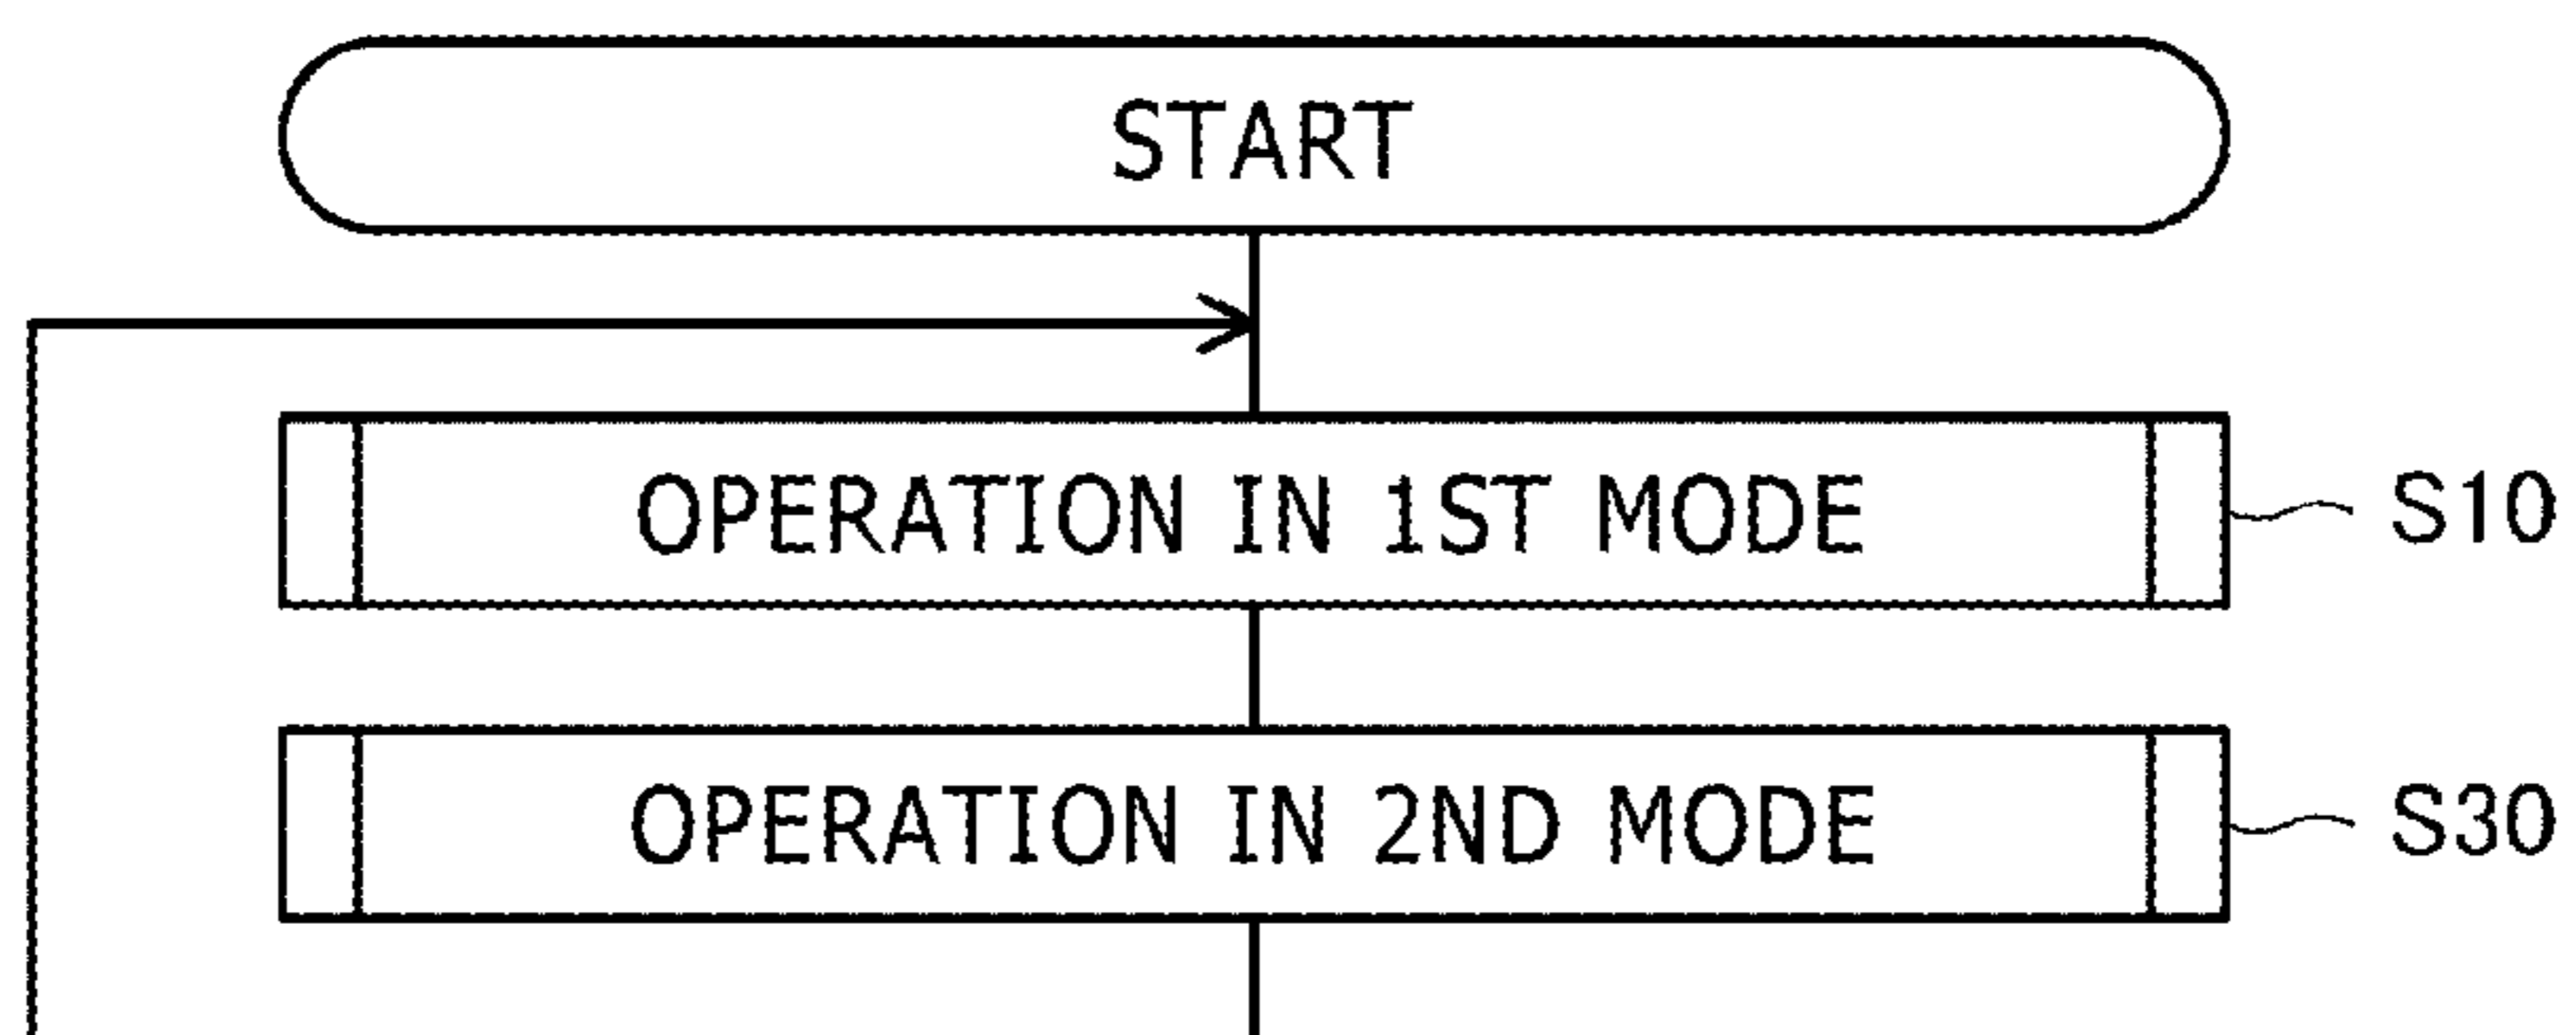 START
OPERATION IN 1ST MODE S10
OPERATION IN 2ND MODE S30